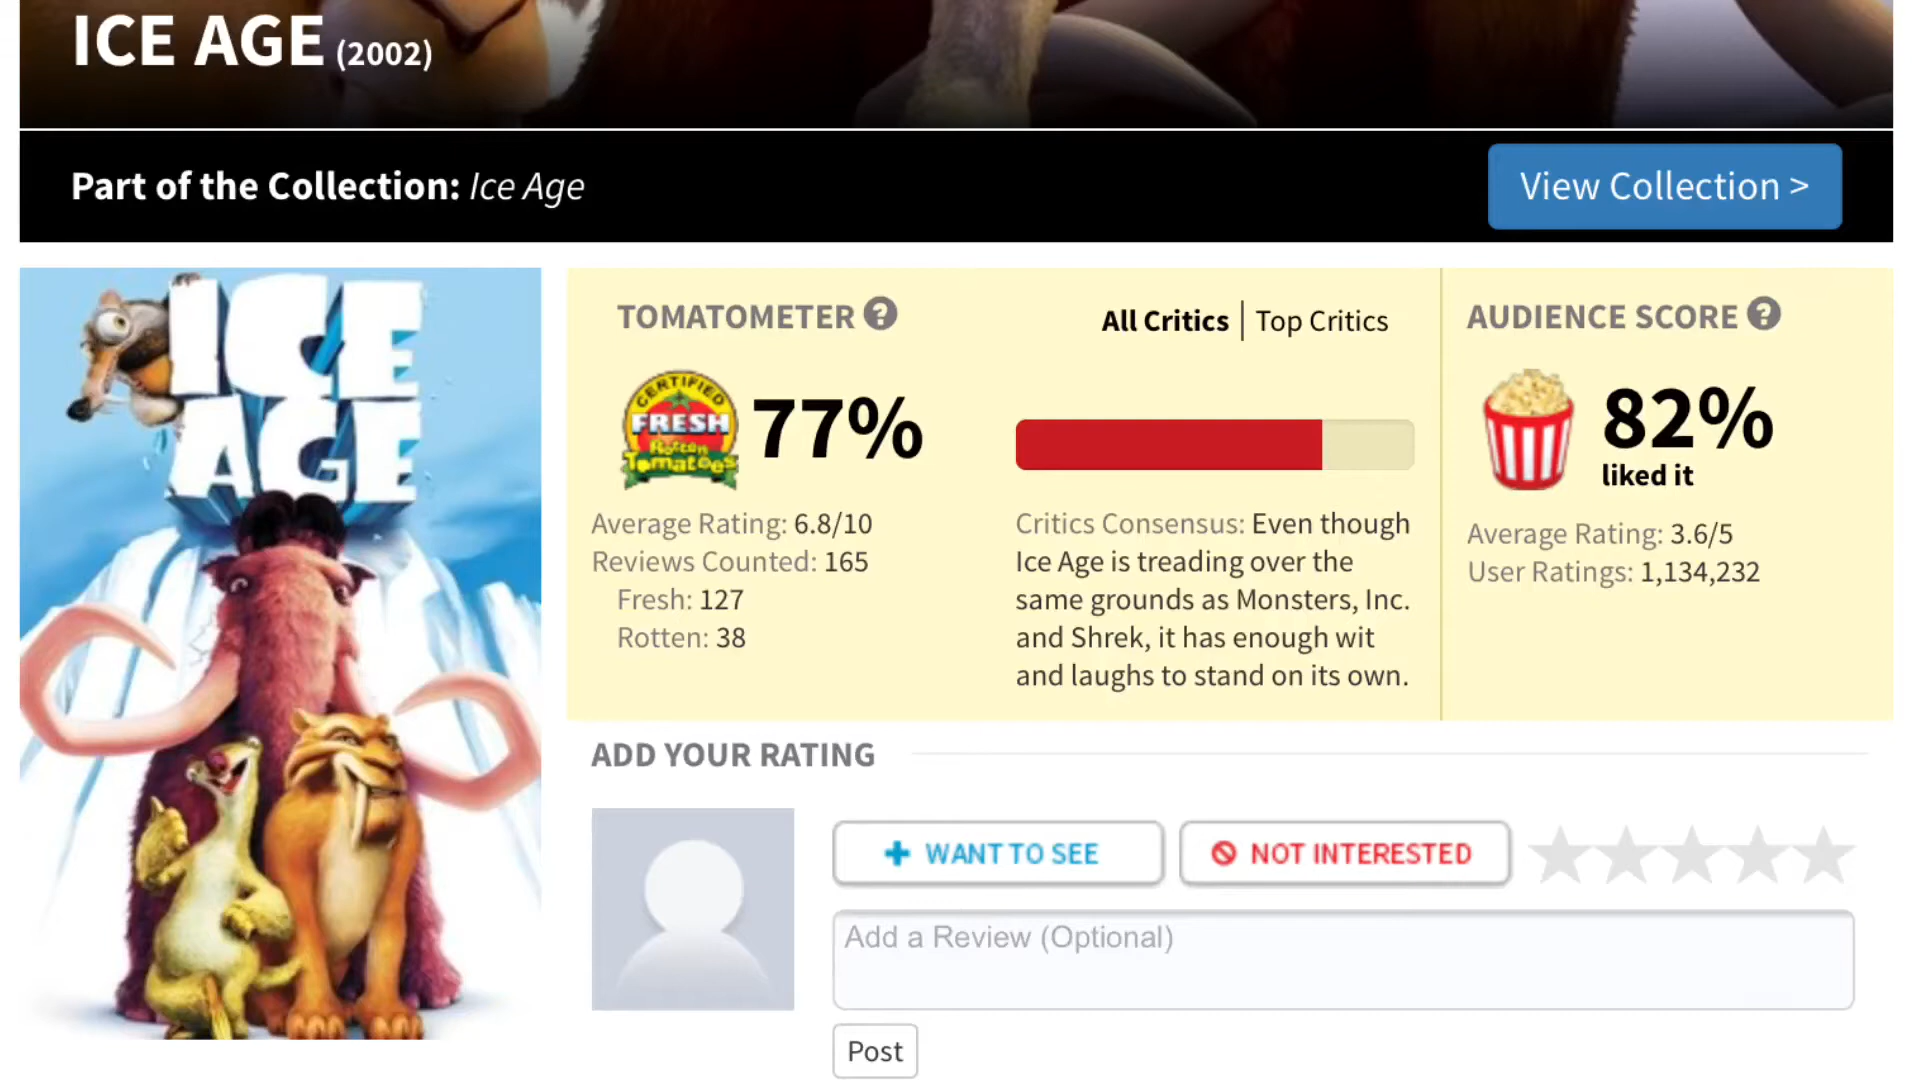 ICE AGE (2002)
Part of the Collection: Ice Age
View Collection >
ICE
AGE
TOMATOMETER ?
All Critics | Top Critics
CERTIFIED
FRESH
Rotten
Tomatoes
77%
Average Rating: 6.8/10
Reviews Counted: 165
Fresh: 127
Rotten: 38
Critics Consensus: Even though
Ice Age is treading over the
same grounds as Monsters, Inc.
and Shrek, it has enough wit
and laughs to stand on its own.
AUDIENCE SCORE ?
82%
liked it
Average Rating: 3.6/5
User Ratings: 1,134,232
ADD YOUR RATING
WANT TO SEE
NOT INTERESTED
Add a Review (Optional)
Post